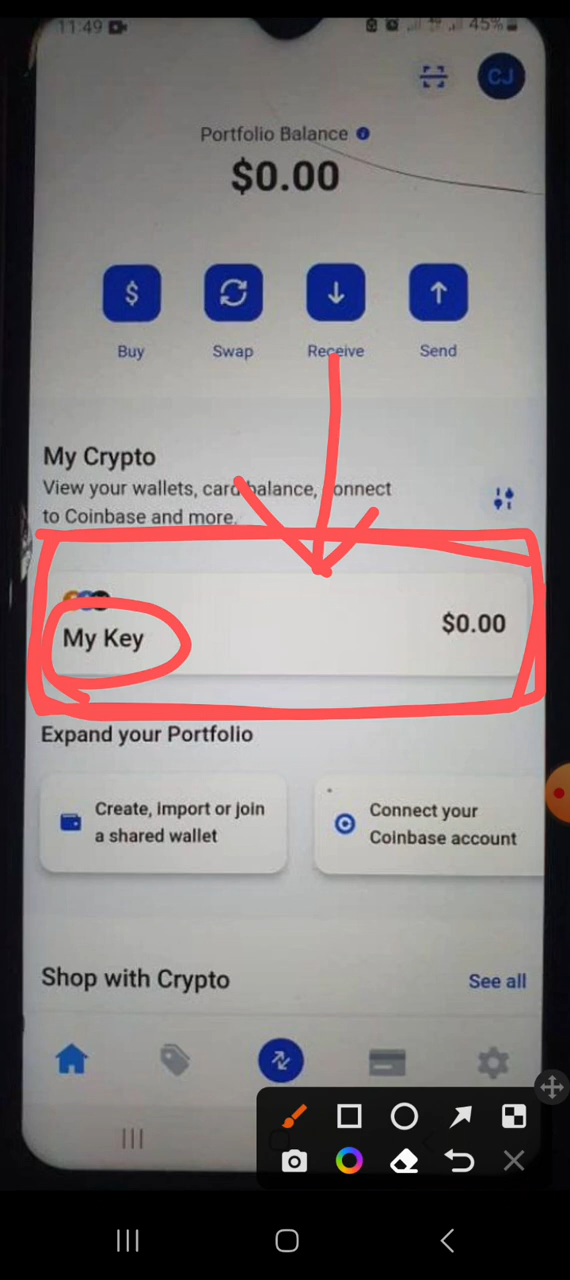 11:49
45%
CJ
Portfolio Balance
$0.00
Buy
Swap
Receive
Send
My Crypto
View your wallets, card balance, connect
to Coinbase and more.
My Key
$0.00
Expand your Portfolio
Create, import or join
a shared wallet
Connect your
Coinbase account
Shop with Crypto
See all